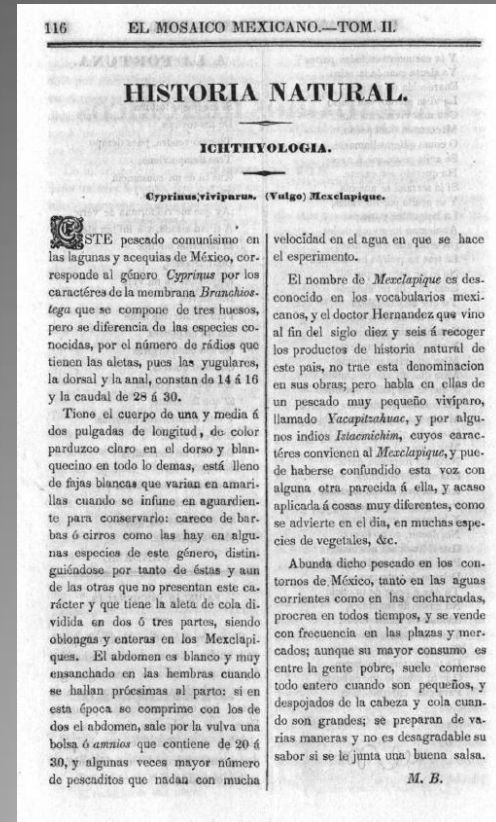 116 EL MOSAICO MEXICANO.—TOM. II.
HISTORIA NATURAL.
ICHTHYOLOGIA.
Cyprinus viviparus. (Vulgo) Mexclapique.
ESTE pescado comunísimo en
las lagunas y acequias de México, cor-
responde al género Cyprinus por los
caractéres de la membrana Branchios-
tega que se compone de tres huesos,
pero se diferencia de las especies co-
nocidas, por el número de rádios que
tienen las aletas, pues las yugulares,
la dorsal y la anal, constan de 14 á 16
y la caudal de 28 á 30.
Tiene el cuerpo de una y media á
dos pulgadas de longitud, de color
parduzco claro en el dorso y blan-
quecino en todo lo demas, está lleno
de fajas blancas que varian en amari-
llas cuando se infune en aguardien-
te para conservarlo: carece de bar-
bas ó cirros como las hay en algu-
nas especies de este género, distin-
guiéndose por tanto de éstas y aun
de las otras que no presentan este ca-
rácter y que tiene la aleta de cola di-
vidida en dos ó tres partes, siendo
oblongas y enteras en los Mexclapi-
ques. El abdomen es blanco y muy
ensanchado en las hembras cuando
se hallan prócsimas al parto: si en
esta época se comprime con los de
dos el abdomen, sale por la vulva una
bolsa ó amnios que contiene de 20 á
30, y algunas veces mayor número
de pescaditos que nadan con mucha
velocidad en el agua en que se hace
el experimento.
El nombre de Mexclapique es des-
conocido en los vocabularios mexi-
canos, y el doctor Hernandez que vino
al fin del siglo diez y seis á recoger
los productos de historia natural de
este pais, no trae esta denominacion
en sus obras; pero habla en ellas de
un pescado muy pequeño vivíparo,
llamado Yacapitzahuac, y por algu-
nos indios Iziacmichim, cuyos carac-
téres convienen al Mexclapique, y pue-
de haberse confundido esta voz con
alguna otra parecida á ella, y acaso
aplicada á cosas muy diferentes, como
se advierte en el dia, en muchas espe-
cies de vegetales, &c.
Abunda dicho pescado en los con-
tornos de México, tanto en las aguas
corrientes como en las encharcadas,
procrea en todos tiempos, y se vende
con frecuencia en las plazas y mer-
cados; aunque su mayor consumo es
entre la gente pobre, suele comerse
todo entero cuando son pequeños, y
despojados de la cabeza y cola cuan-
do son grandes; se preparan de va-
rias maneras y no es desagradable su
sabor si se le junta una buena salsa.
M. B.